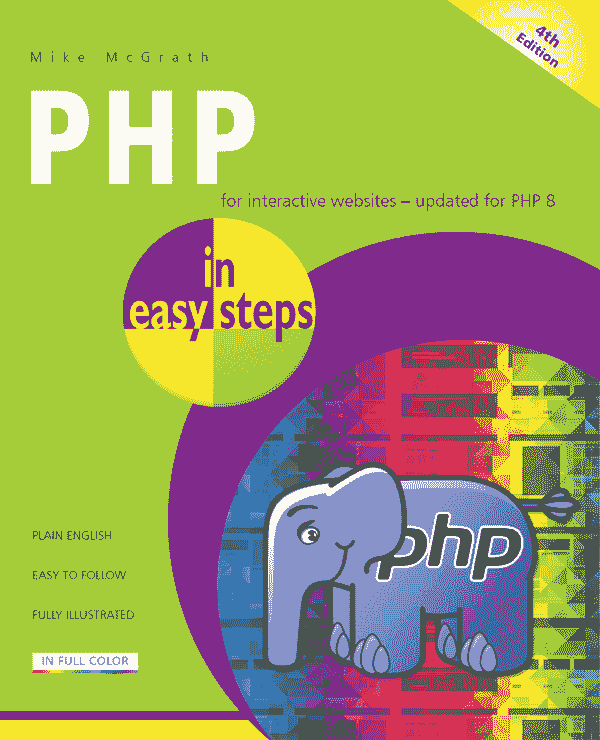 4th
Edition
Mike McGrath
PHP
for interactive websites – updated for PHP 8
in
easy steps
php
PLAIN ENGLISH
EASY TO FOLLOW
FULLY ILLUSTRATED
IN FULL COLOR